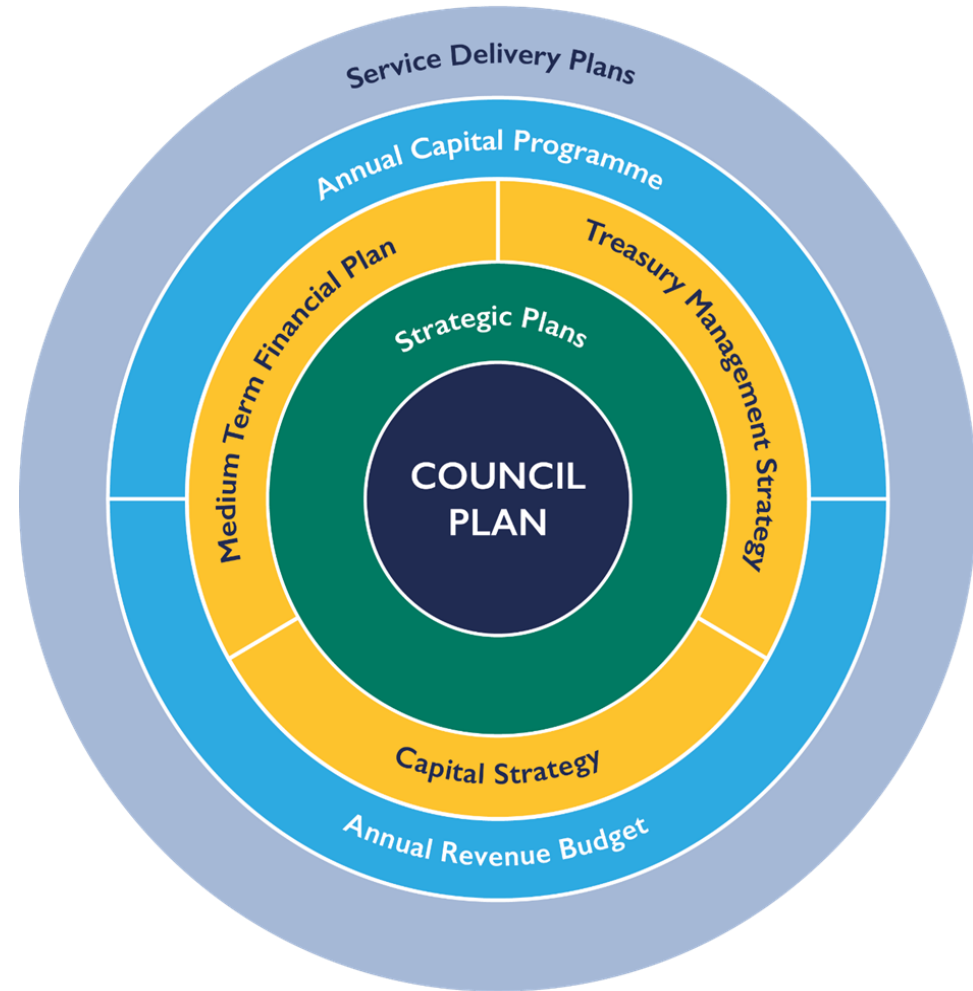 Service Delivery Plans
Annual Capital Programme
Medium Term Financial Plan
Treasury Management Strategy
Strategic Plans
COUNCIL
PLAN
Capital Strategy
Annual Revenue Budget